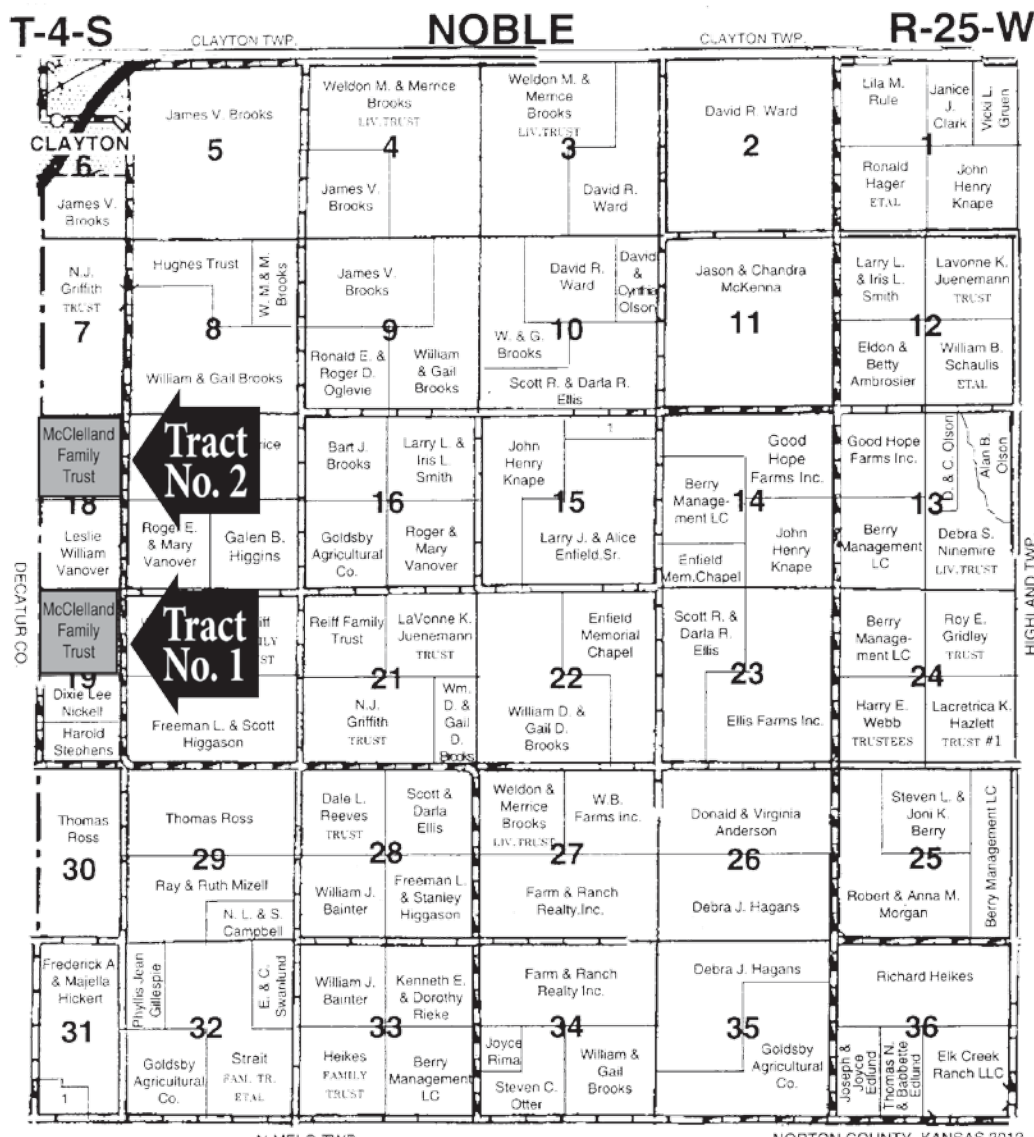 T-4-S NOBLE R-25-W
CLAYTON TWP. CLAYTON TWP.
CLAYTON
6
James V.
Brooks
James V. Brooks
5
Weldon M. & Merrice
Brooks
LIV. TRUST
4
James V.
Brooks
Weldon M. &
Merrice
Brooks
LIV. TRUST
3
David R.
Ward
David R. Ward
2
Lila M.
Rule
Janice
J.
Clark
Vicki L.
Gruen
1
Ronald
Hager
ETAL
John
Henry
Knape
N.J.
Griffith
TRUST
7
Hughes Trust
W. M. & M.
Brooks
8
William & Gail Brooks
James V.
Brooks
9
Ronald E. &
Roger D.
Oglevie
William
& Gail
Brooks
David R.
Ward
David
&
Cynthia
Olson
10
W. & G.
Brooks
Scott R. & Darla R.
Ellis
Jason & Chandra
McKenna
11
Larry L.
& Iris L.
Smith
Lavonne K.
Juenemann
TRUST
12
Eldon &
Betty
Ambrosier
William B.
Schaulis
ETAL
McClelland
Family
Trust
18
Leslie
William
Vanover
Tract
No. 2
Roger E.
& Mary
Vanover
Galen B.
Higgins
Bart J.
Brooks
Larry L. &
Iris L.
Smith
16
Goldsby
Agricultural
Co.
Roger &
Mary
Vanover
John
Henry
Knape
1
15
Larry J. & Alice
Enfield, Sr.
Good
Hope
Farms Inc.
Berry
Manage-
ment LC
14
Enfield
Mem.Chapel
John
Henry
Knape
Good Hope
Farms Inc.
D. & C. Olson
Alan B.
Olson
13
Berry
Management
LC
Debra S.
Ninemire
LIV. TRUST
DECATUR CO.
HIGHLAND TWP.
McClelland
Family
Trust
19
Dixie Lee
Nickell
Harold
Stephens
Tract
No. 1
Freeman L. & Scott
Higgason
Reiff Family
Trust
LaVonne K.
Juenemann
TRUST
21
N.J.
Griffith
TRUST
Wm.
D. &
Gail
D.
Brooks
Enfield
Memorial
Chapel
22
William D. &
Gail D.
Brooks
Scott R. &
Darla R.
Ellis
23
Ellis Farms Inc.
Berry
Manage-
ment LC
Roy E.
Gridley
TRUST
24
Harry E.
Webb
TRUSTEES
Lacretrica K.
Hazlett
TRUST #1
Thomas
Ross
30
Thomas Ross
29
Ray & Ruth Mizell
N. L. & S.
Campbell
Dale L.
Reeves
TRUST
Scott &
Darla
Ellis
28
William J.
Bainter
Freeman L.
& Stanley
Higgason
Weldon &
Merrice
Brooks
LIV. TRUST
W.B.
Farms inc.
27
Farm & Ranch
Realty, Inc.
Donald & Virginia
Anderson
26
Debra J. Hagans
Steven L. &
Joni K.
Berry
25
Robert & Anna M.
Morgan
Berry Management LC
Frederick A
& Majella
Hickert
31
1
Phyllis Jean
Gillespie
E. & C.
Swanlund
32
Goldsby
Agricultural
Co.
Streit
FAM. TR.
ETAL
William J.
Bainter
Kenneth E.
& Dorothy
Rieke
33
Heikes
FAMILY
TRUST
Berry
Management
LC
Farm & Ranch
Realty Inc.
34
Joyce
Rima
Steven C.
Otter
William &
Gail
Brooks
Debra J. Hagans
35
Goldsby
Agricultural
Co.
Richard Heikes
36
Joseph &
Joyce
Edlund
Thomas N.
& Babbette
Edlund
Elk Creek
Ranch LLC